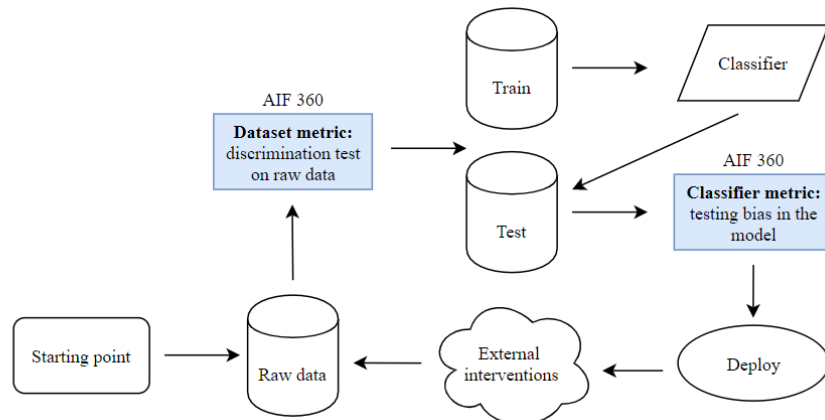 Train
Classifier
AIF 360
Dataset metric:
discrimination test
on raw data
AIF 360
Classifier metric:
testing bias in the
model
Test
Starting point
Raw data
External
interventions
Deploy